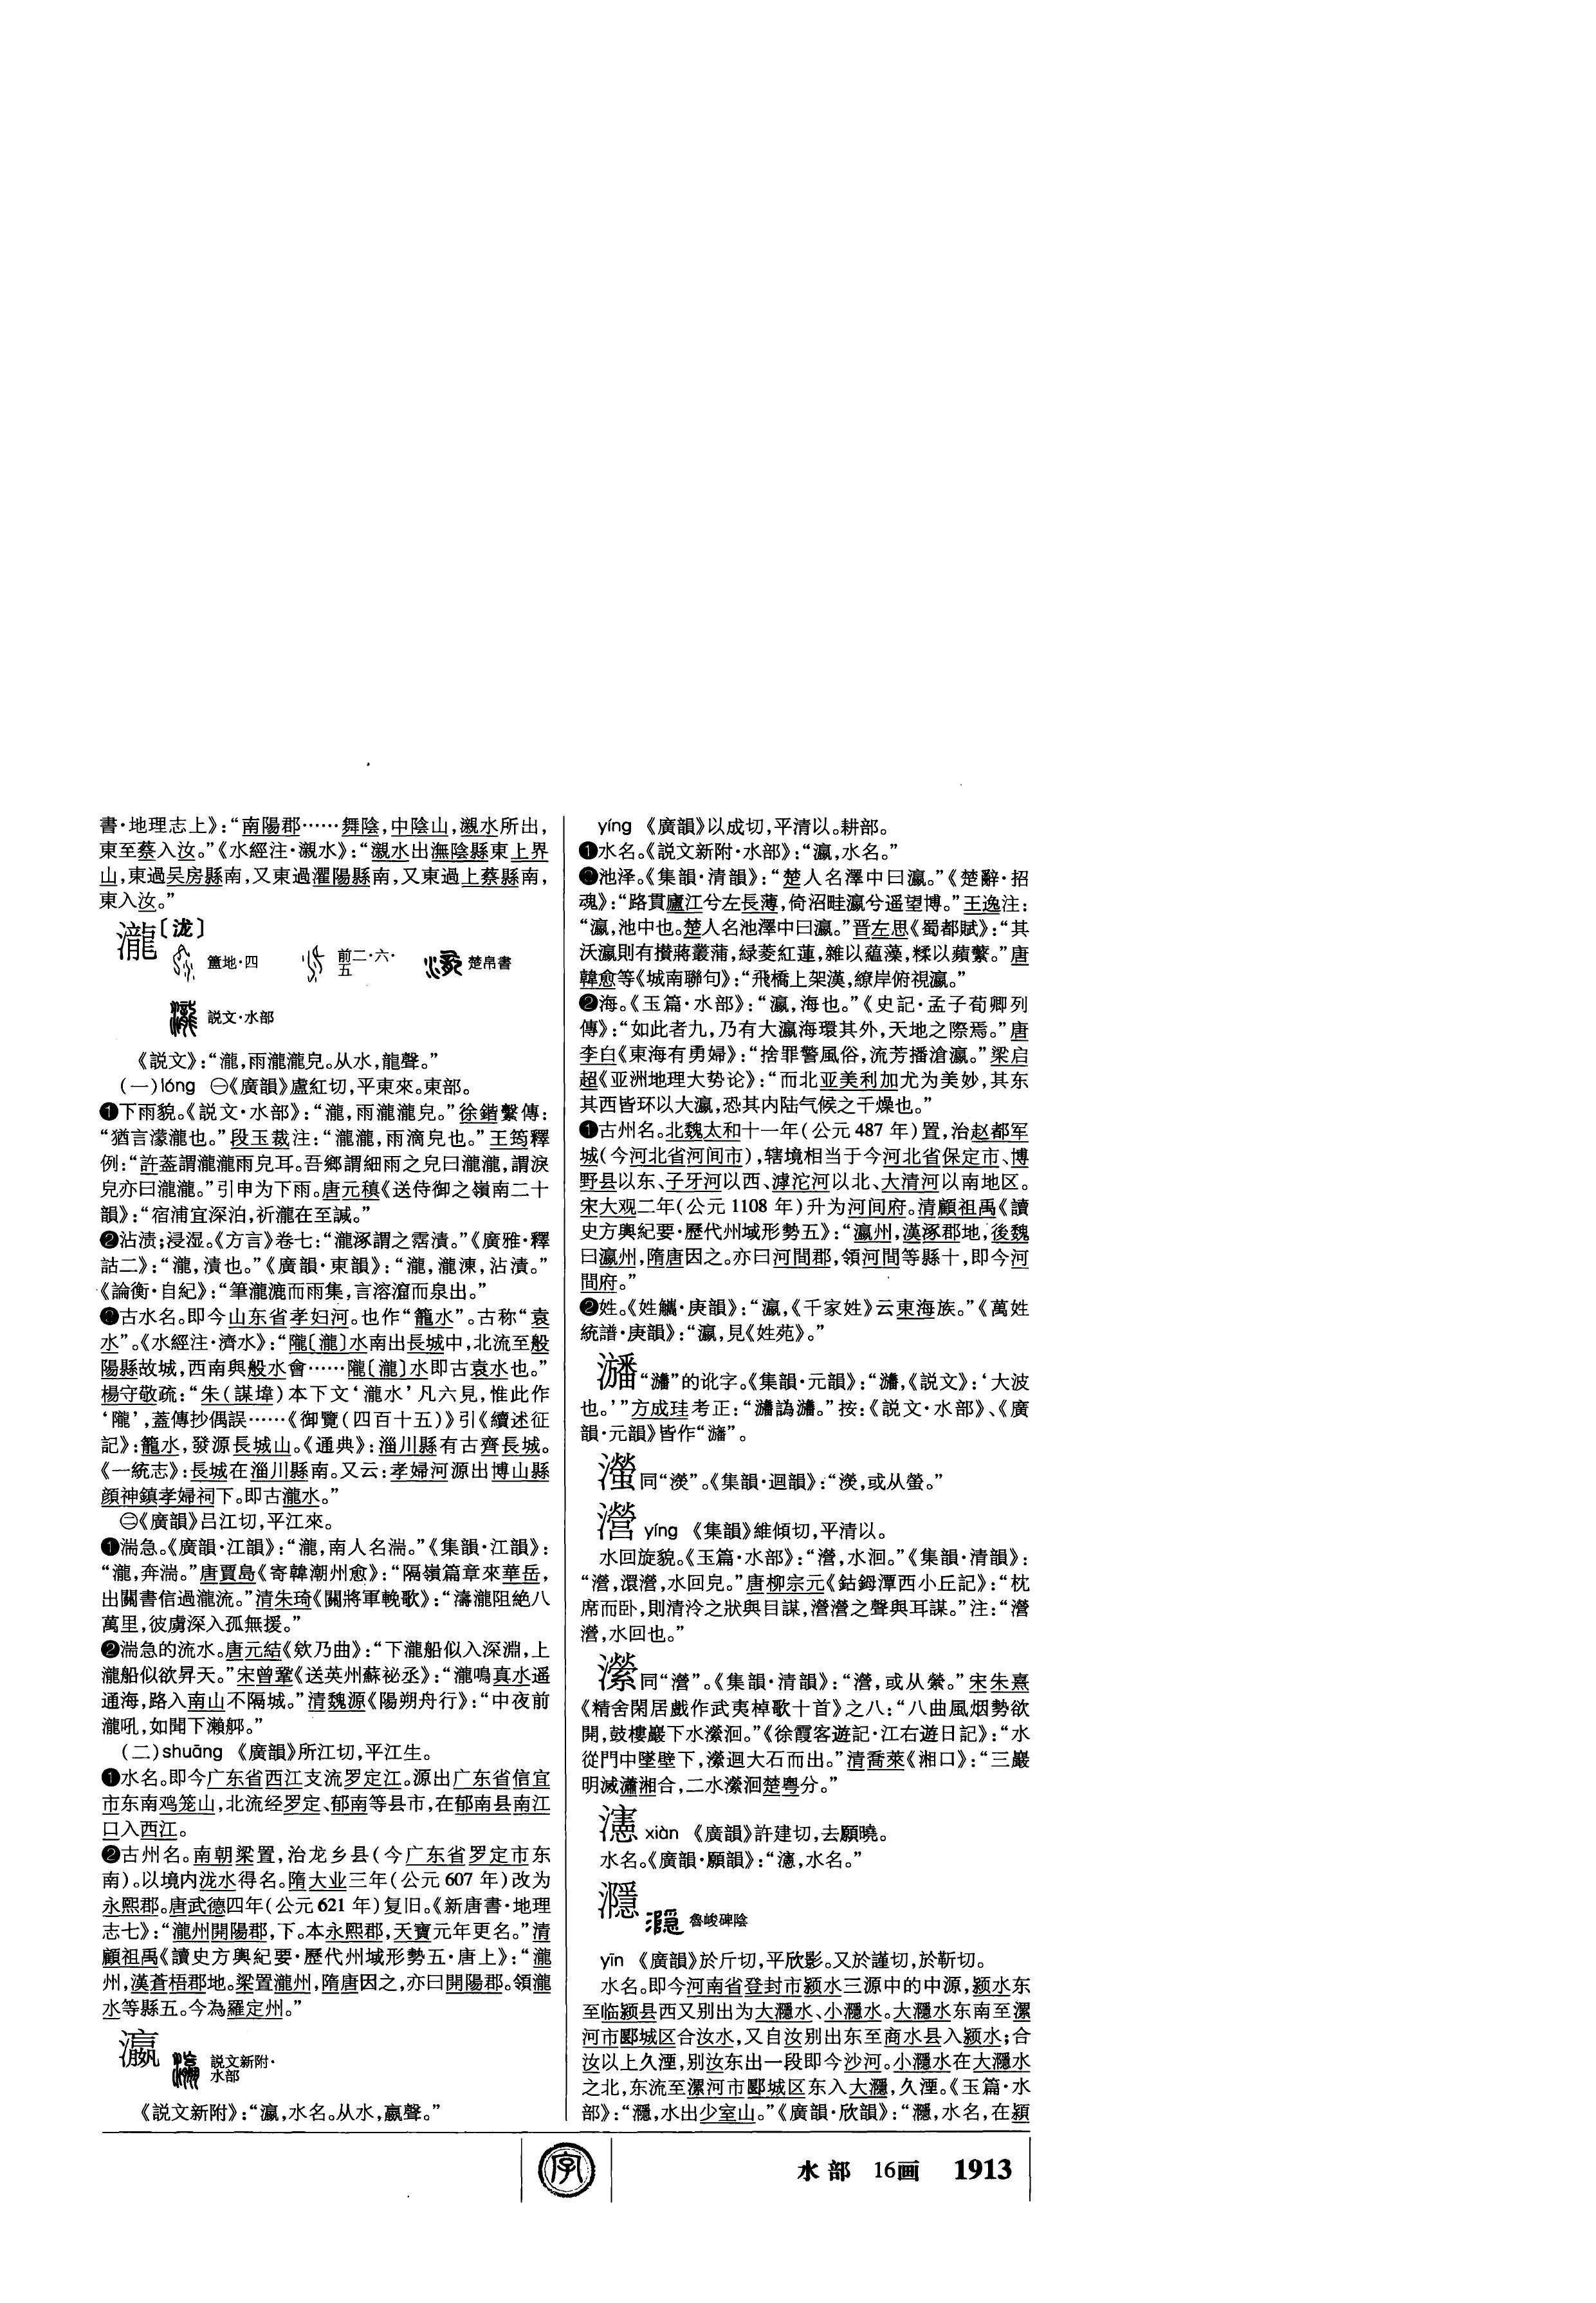 書·地理志上》：“南陽郡……舞陰，中陰山，瀙水所出，
東至蔡入汝。”《水經注·瀙水》：“瀙水出潕陰縣東上界
山，東過吴房縣南，又東過濯陽縣南，又東過上蔡縣南，
東入汝。”
瀧〔泷〕
簠地·四 前二·六·五 楚帛書
説文·水部
《説文》：“瀧，雨瀧瀧皃。从水，龍聲。”
（一）lóng ㊀《廣韻》盧紅切，平東來。東部。
❶下雨貌。《説文·水部》：“瀧，雨瀧瀧皃。”徐鍇繫傳：
“猶言濛瀧也。”段玉裁注：“瀧瀧，雨滴皃也。”王筠釋
例：“許蓋謂瀧瀧雨皃耳。吾鄉謂細雨之皃曰瀧瀧，謂淚
皃亦曰瀧瀧。”引申为下雨。唐元稹《送侍御之嶺南二十
韻》：“宿浦宜深泊，祈瀧在至誠。”
❷沾渍；浸湿。《方言》卷七：“瀧涿謂之霑漬。”《廣雅·釋
詁二》：“瀧，漬也。”《廣韻·東韻》：“瀧，瀧涷，沾漬。”
《論衡·自紀》：“筆瀧漉而雨集，言溶㵢而泉出。”
❸古水名。即今山东省孝妇河。也作“籠水”。古称“袁
水”。《水經注·濟水》：“隴〔瀧〕水南出長城中，北流至般
陽縣故城，西南與般水會……隴〔瀧〕水即古袁水也。”
楊守敬疏：“朱（謀㙔）本下文‘瀧水’凡六見，惟此作
‘隴’，蓋傳抄偶誤……《御覽（四百十五）》引《續述征
記》：籠水，發源長城山。《通典》：淄川縣有古齊長城。
《一統志》：長城在淄川縣南。又云：孝婦河源出博山縣
顔神鎮孝婦祠下。即古瀧水。”
㊁《廣韻》吕江切，平江來。
❶湍急。《廣韻·江韻》：“瀧，南人名湍。”《集韻·江韻》：
“瀧，奔湍。”唐賈島《寄韓潮州愈》：“隔嶺篇章來華岳，
出關書信過瀧流。”清朱琦《關將軍輓歌》：“濤瀧阻絶八
萬里，彼虜深入孤無援。”
❷湍急的流水。唐元結《欸乃曲》：“下瀧船似入深淵，上
瀧船似欲昇天。”宋曾鞏《送英州蘇祕丞》：“瀧鳴真水遥
通海，路入南山不隔城。”清魏源《陽朔舟行》：“中夜前
瀧吼，如聞下瀨。”
（二）shuāng 《廣韻》所江切，平江生。
❶水名。即今广东省西江支流罗定江。源出广东省信宜
市东南鸡笼山，北流经罗定、郁南等县市，在郁南县南江
口入西江。
❷古州名。南朝梁置，治龙乡县（今广东省罗定市东
南）。以境内泷水得名。隋大业三年（公元607年）改为
永熙郡。唐武德四年（公元621年）复旧。《新唐書·地理
志七》：“瀧州開陽郡，下。本永熙郡，天寶元年更名。”清
顧祖禹《讀史方輿紀要·歷代州域形勢五·唐上》：“瀧
州，漢蒼梧郡地。梁置瀧州，隋唐因之，亦曰開陽郡。領瀧
水等縣五。今為羅定州。”
瀛 説文新附·水部
《説文新附》：“瀛，水名。从水，嬴聲。”
yíng 《廣韻》以成切，平清以。耕部。
❶水名。《説文新附·水部》：“瀛，水名。”
❸池泽。《集韻·清韻》：“楚人名澤中曰瀛。”《楚辭·招
魂》：“路貫廬江兮左長薄，倚沼畦瀛兮遥望博。”王逸注：
“瀛，池中也。楚人名池澤中曰瀛。”晋左思《蜀都賦》：“其
沃瀛則有攢蔣叢蒲，緑菱紅蓮，雜以蕴藻，糅以蘋蘩。”唐
韓愈等《城南聯句》：“飛橋上架漢，繚岸俯視瀛。”
❷海。《玉篇·水部》：“瀛，海也。”《史記·孟子荀卿列
傳》：“如此者九，乃有大瀛海環其外，天地之際焉。”唐
李白《東海有勇婦》：“捨罪警風俗，流芳播滄瀛。”梁启
超《亚洲地理大势论》：“而北亚美利加尤为美妙，其东
其西皆环以大瀛，恐其内陆气候之干燥也。”
❶古州名。北魏太和十一年（公元487年）置，治赵都军
城（今河北省河间市），辖境相当于今河北省保定市、博
野县以东、子牙河以西、滹沱河以北、大清河以南地区。
宋大观二年（公元1108年）升为河间府。清顧祖禹《讀
史方輿紀要·歷代州域形勢五》：“瀛州，漢涿郡地，後魏
曰瀛州，隋唐因之。亦曰河間郡，領河間等縣十，即今河
間府。”
❷姓。《姓觿·庚韻》：“瀛，《千家姓》云東海族。”《萬姓
統譜·庚韻》：“瀛，見《姓苑》。”
“”的讹字。《集韻·元韻》：“，《説文》：‘大波
也。’”方成珪考正：“譌。”按：《説文·水部》、《廣
韻·元韻》皆作“㶗”。
同“濙”。《集韻·迥韻》：“濙，或从螢。”
瀯 yíng 《集韻》維傾切，平清以。
水回旋貌。《玉篇·水部》：“瀯，水洄。”《集韻·清韻》：
“瀯，澴瀯，水回皃。”唐柳宗元《鈷鉧潭西小丘記》：“枕
席而卧，則清泠之狀與目謀，瀯瀯之聲與耳謀。”注：“瀯
瀯，水回也。”
瀠同“瀯”。《集韻·清韻》：“瀯，或从縈。”宋朱熹
《精舍閑居戲作武夷棹歌十首》之八：“八曲風烟勢欲
開，鼓樓巖下水瀠洄。”《徐霞客遊記·江右遊日記》：“水
從門中墜壁下，瀠迴大石而出。”清喬萊《湘口》：“三巖
明滅瀟湘合，二水瀠洄楚粤分。”
瀗 xiàn 《廣韻》許建切，去願曉。
水名。《廣韻·願韻》：“瀗，水名。”
濦 魯峻碑陰
yīn 《廣韻》於斤切，平欣影。又於謹切，於靳切。
水名。即今河南省登封市颍水三源中的中源，颍水东
至临颍县西又别出为大濦水、小濦水。大濦水东南至漯
河市郾城区合汝水，又自汝别出东至商水县入颍水；合
汝以上久湮，别汝东出一段即今沙河。小濦水在大濦水
之北，东流至漯河市郾城区东入大濦，久湮。《玉篇·水
部》：“濦，水出少室山。”《廣韻·欣韻》：“濦，水名，在潁
字
水部 16画 1913